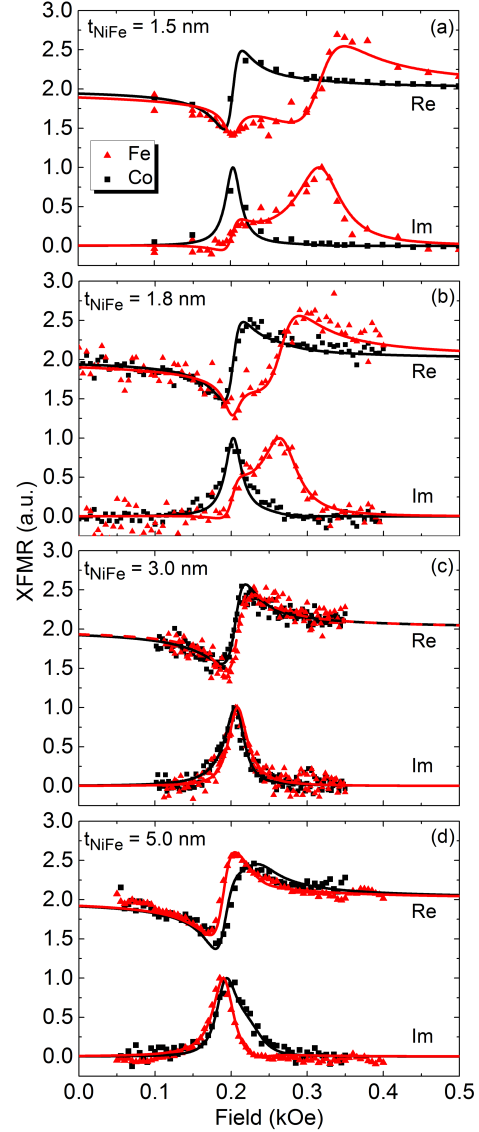 t_NiFe = 1.5 nm
(a)
3.0
2.5
2.0
1.5
1.0
0.5
0.0
Re
Fe
Co
Im
t_NiFe = 1.8 nm
(b)
3.0
2.5
2.0
1.5
1.0
0.5
0.0
Re
Im
XFMR (a.u.)
t_NiFe = 3.0 nm
(c)
3.0
2.5
2.0
1.5
1.0
0.5
0.0
Re
Im
t_NiFe = 5.0 nm
(d)
3.0
2.5
2.0
1.5
1.0
0.5
0.0
Re
Im
0.0 0.1 0.2 0.3 0.4 0.5
Field (kOe)